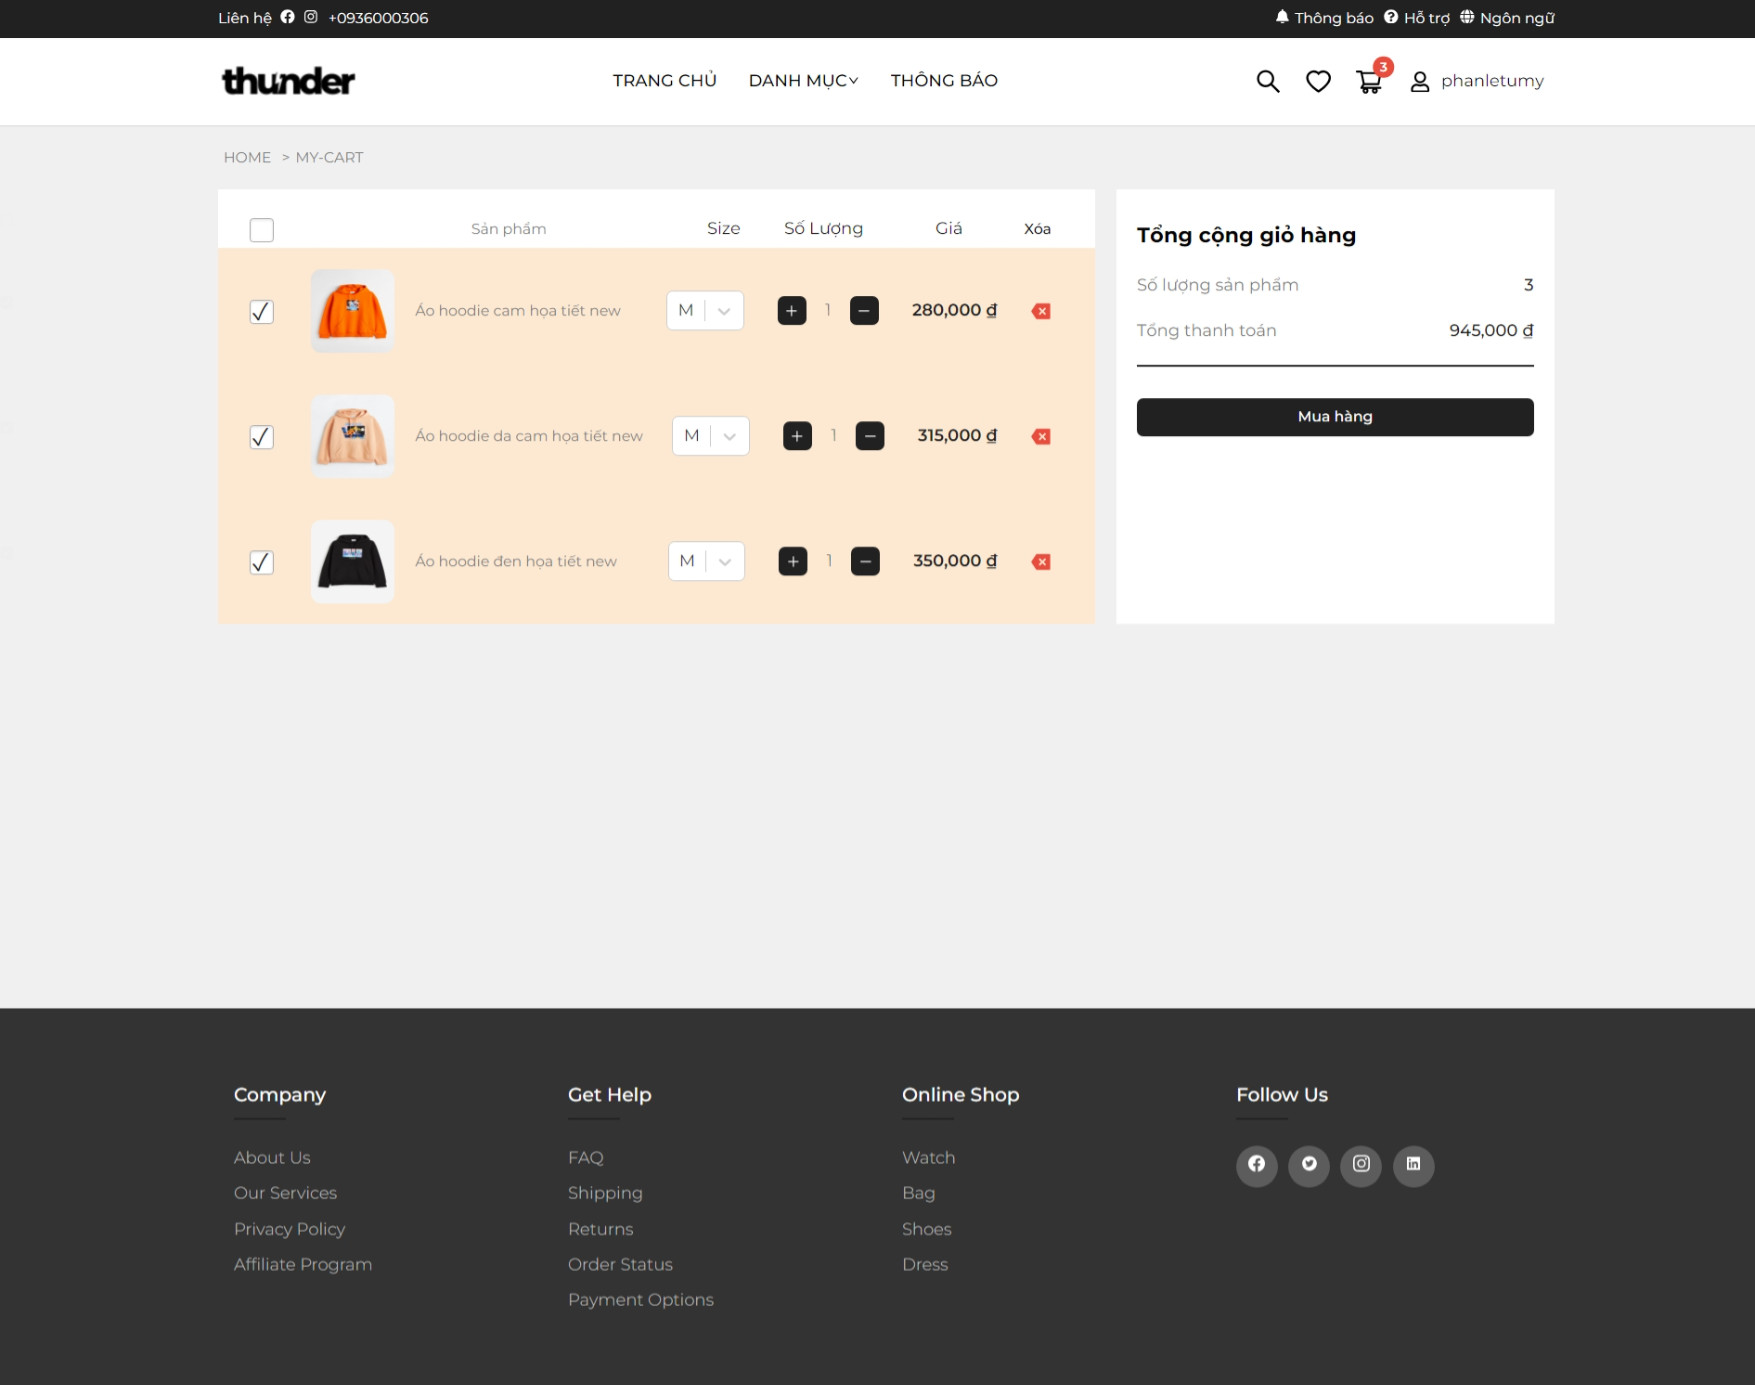 Liên hệ +0936000306 Thông báo Hỗ trợ Ngôn ngữ
thunder TRANG CHỦ DANH MỤC THÔNG BÁO 3 phanletumy
HOME > MY-CART
Sản phẩm Size Số Lượng Giá Xóa
Áo hoodie cam họa tiết new M + 1 − 280,000 ₫
Áo hoodie da cam họa tiết new M + 1 − 315,000 ₫
Áo hoodie đen họa tiết new M + 1 − 350,000 ₫
Tổng cộng giỏ hàng
Số lượng sản phẩm 3
Tổng thanh toán 945,000 ₫
Mua hàng
Company
About Us
Our Services
Privacy Policy
Affiliate Program
Get Help
FAQ
Shipping
Returns
Order Status
Payment Options
Online Shop
Watch
Bag
Shoes
Dress
Follow Us